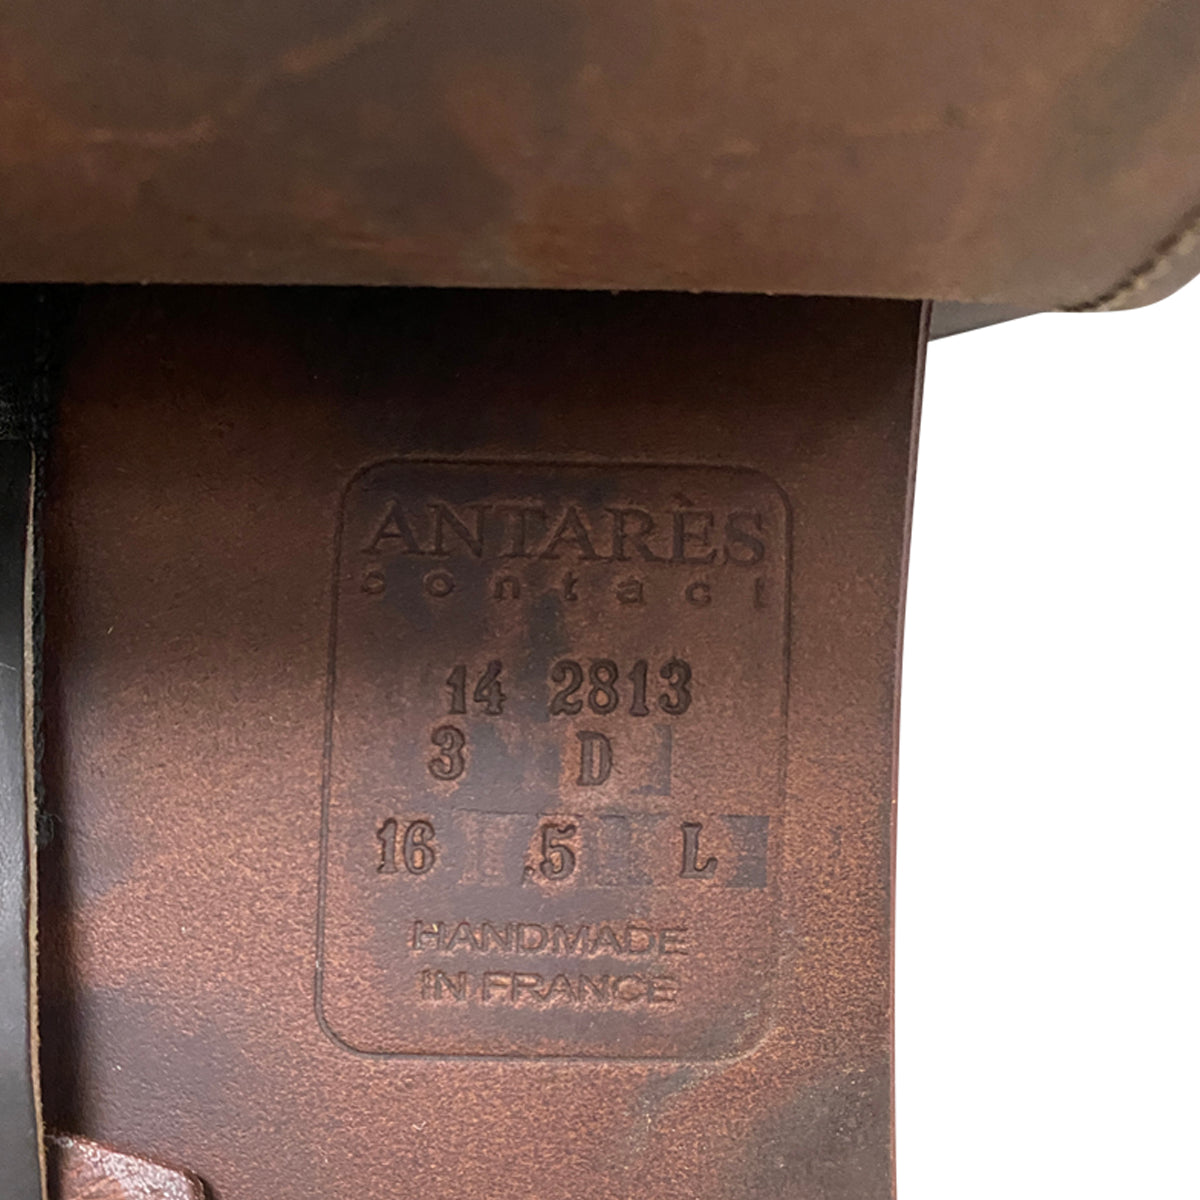 ANTARÈS
contact
14 2813
3 D
16 .5 L
HANDMADE
IN FRANCE